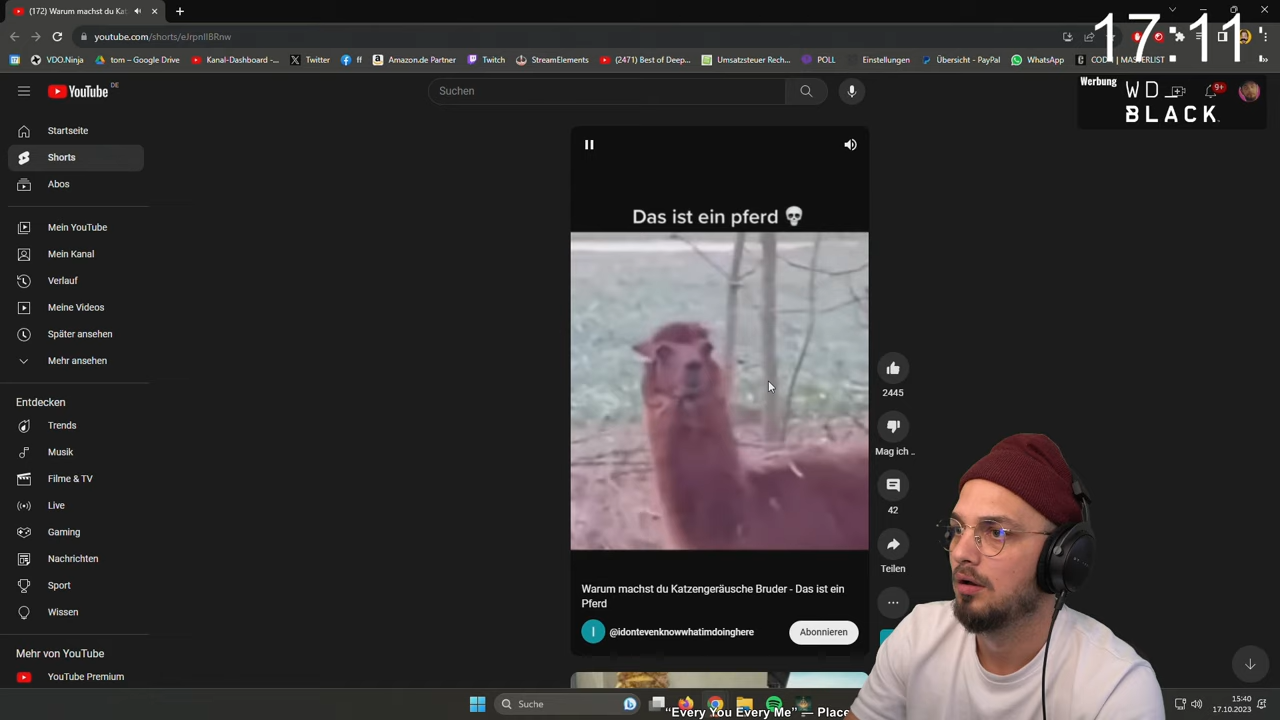 (172) Warum machst du Kat
17:11
youtube.com/shorts/eJrpnIlBRnw
VDO.Ninja
tom – Google Drive
Kanal-Dashboard -...
Twitter
ff
Amazon.de Partner
Twitch
StreamElements
(2471) Best of Deep...
Umsatzsteuer Rech...
POLL
Einstellungen
Übersicht - PayPal
WhatsApp
YouTube DE
Suchen
Werbung
WD_
BLACK.
9+
Startseite
Shorts
Abos
Mein YouTube
Mein Kanal
Verlauf
Meine Videos
Später ansehen
Mehr ansehen
Entdecken
Trends
Musik
Filme & TV
Live
Gaming
Nachrichten
Sport
Wissen
Mehr von YouTube
YouTube Premium
Das ist ein pferd 💀
2445
Mag ich ..
42
Teilen
Warum machst du Katzengeräusche Bruder - Das ist ein
Pferd
I
@idontevenknowwhatimdoinghere
Abonnieren
Suche
“Every You Every Me” — Place
15:40
17.10.2023